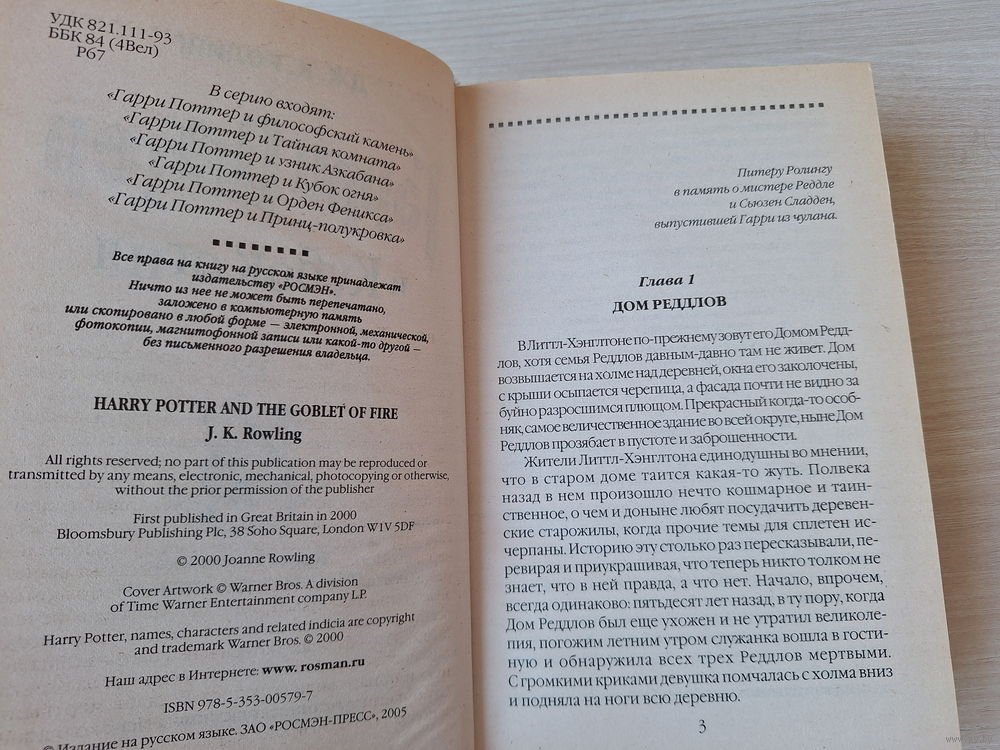 УДК 821.111-93
ББК 84 (4Вел)
Р67
В серию входят:
«Гарри Поттер и философский камень»
«Гарри Поттер и Тайная комната»
«Гарри Поттер и узник Азкабана»
«Гарри Поттер и Кубок огня»
«Гарри Поттер и Орден Феникса»
«Гарри Поттер и Принц-полукровка»
Все права на книгу на русском языке принадлежат
издательству «РОСМЭН».
Ничто из нее не может быть перепечатано,
заложено в компьютерную память
или скопировано в любой форме — электронной, механической,
фотокопии, магнитофонной записи или какой-то другой —
без письменного разрешения владельца.
HARRY POTTER AND THE GOBLET OF FIRE
J. K. Rowling
All rights reserved; no part of this publication may be reproduced or
transmitted by any means, electronic, mechanical, photocopying or otherwise,
without the prior permission of the publisher
First published in Great Britain in 2000
Bloomsbury Publishing Plc, 38 Soho Square, London W1V 5DF
© 2000 Joanne Rowling
Cover Artwork © Warner Bros. A division
of Time Warner Entertainment company L.P.
Harry Potter, names, characters and related indicia are copyright
and trademark Warner Bros. © 2000
Наш адрес в Интернете: www. rosman.ru
ISBN 978-5-353-00579-7
© Издание на русском языке. ЗАО «РОСМЭН-ПРЕСС», 2005
Питеру Ролингу
в память о мистере Реддле
и Сьюзен Сладден,
выпустившей Гарри из чулана.
Глава 1
ДОМ РЕДДЛОВ
В Литтл-Хэнглтоне по-прежнему зовут его Домом Редд-
лов, хотя семья Реддлов давным-давно там не живет. Дом
возвышается на холме над деревней, окна его заколочены,
с крыши осыпается черепица, а фасада почти не видно за
буйно разросшимся плющом. Прекрасный когда-то особ-
няк, самое величественное здание во всей округе, ныне Дом
Реддлов прозябает в пустоте и заброшенности.
Жители Литтл-Хэнглтона единодушны во мнении,
что в старом доме таится какая-то жуть. Полвека
назад в нем произошло нечто кошмарное и таин-
ственное, о чем и доныне любят посудачить деревен-
ские старожилы, когда прочие темы для сплетен ис-
черпаны. Историю эту столько раз пересказывали, пе-
ревирая и приукрашивая, что теперь никто толком не
знает, что в ней правда, а что нет. Начало, впрочем,
всегда одинаково: пятьдесят лет назад, в ту пору, когда
Дом Реддлов был еще ухожен и не утратил великоле-
пия, погожим летним утром служанка вошла в гости-
ную и обнаружила всех трех Реддлов мертвыми.
С громкими криками девушка помчалась с холма вниз
и подняла на ноги всю деревню.
3